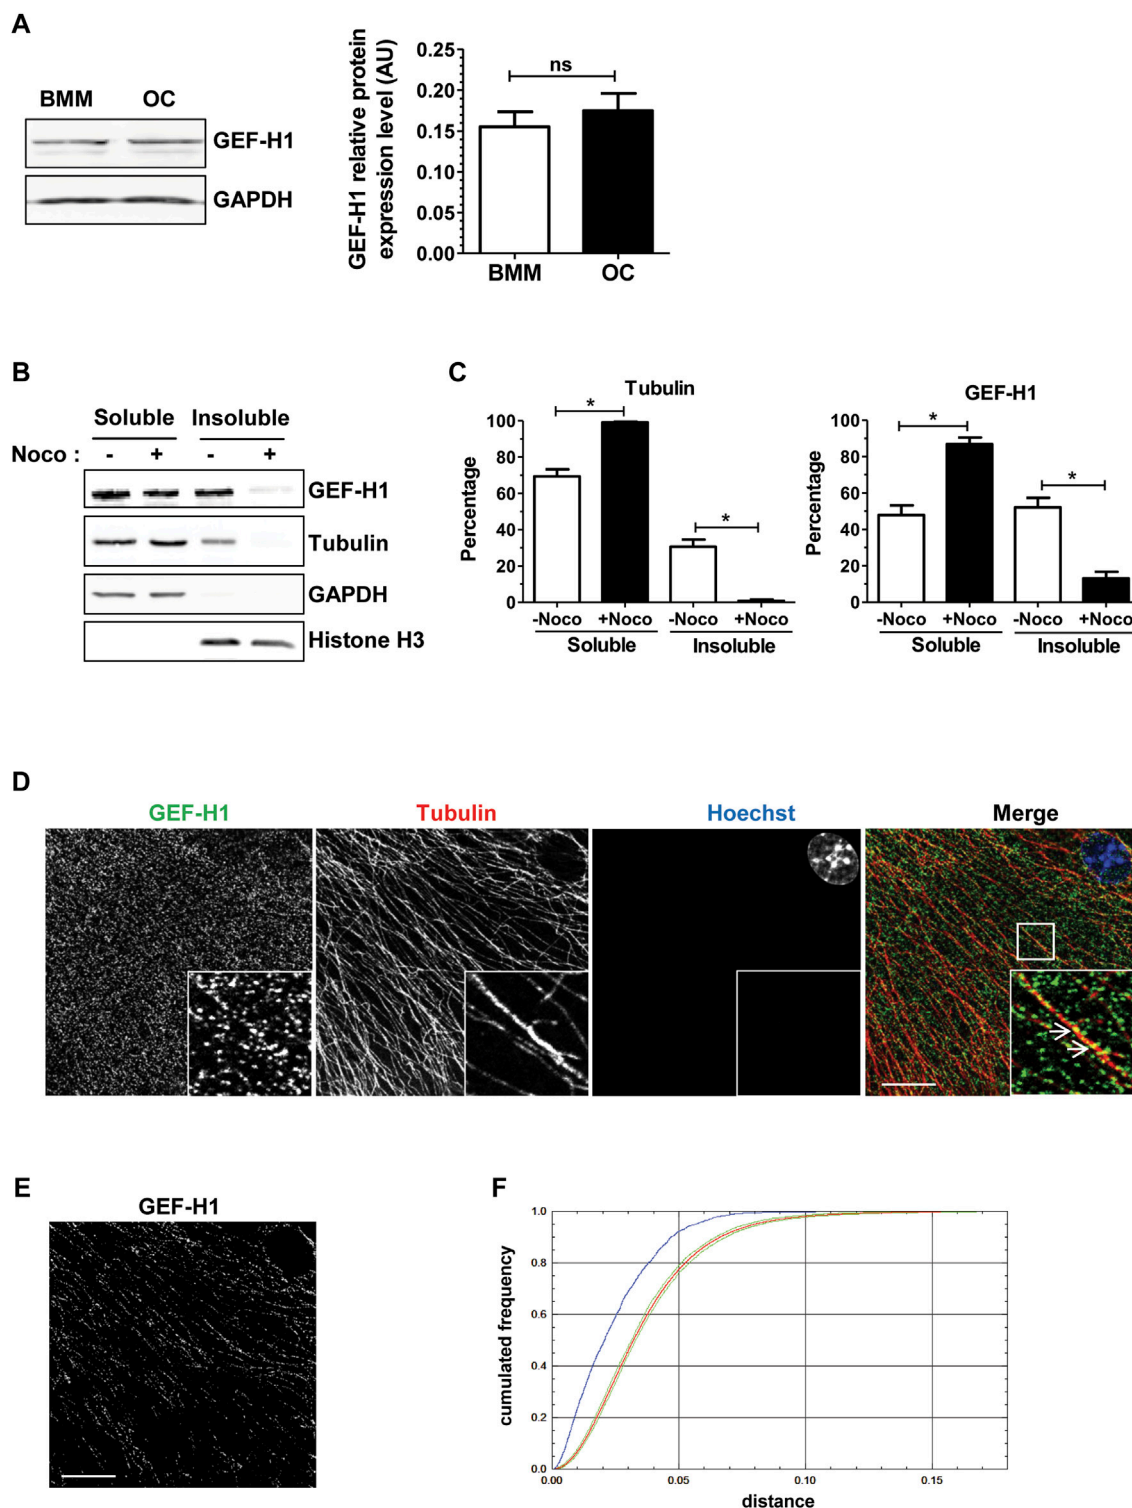 A
BMM OC
GEF-H1
GAPDH
GEF-H1 relative protein
expression level (AU)
0.25
0.20
0.15
0.10
0.05
0.00
ns
BMM OC
B
Soluble Insoluble
Noco : - + - +
GEF-H1
Tubulin
GAPDH
Histone H3
C
Tubulin
Percentage
100
80
60
40
20
0
* *
-Noco +Noco -Noco +Noco
Soluble Insoluble
GEF-H1
Percentage
100
80
60
40
20
0
* *
-Noco +Noco -Noco +Noco
Soluble Insoluble
D
GEF-H1 Tubulin Hoechst Merge
E
GEF-H1
F
cumulated frequency
1.0
0.8
0.6
0.4
0.2
0.0
0.00 0.05 0.10 0.15
distance